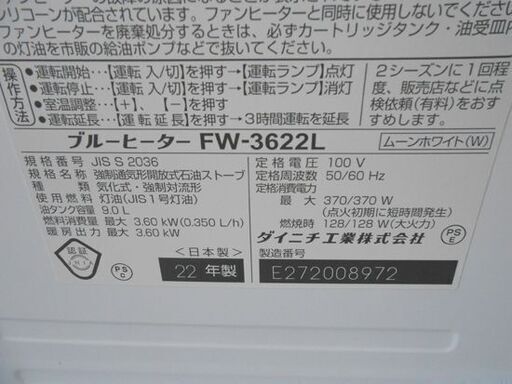 シリコンが配合されています。ファンヒーターと同時に使用しないでくださ
ファンヒーターを廃棄処分するときは、必ずカートリッジタンク・油受皿内
の灯油を市販の給油ポンプなどで抜いてください。
操作方法
●運転開始…【運転 入/切】を押す→【運転ランプ】点灯
●運転停止…【運転 入/切】を押す→【運転ランプ】消灯
●室温調節…【+】、【-】を押す
●運転延長…【運転延長】を押す→3時間運転を延長
2シーズンに1回程
度、販売店などに点
検依頼(有料)をおす
すめします。
ブルーヒーター FW-3622L
ムーンホワイト(W)
規格番号 JIS S 2036
種類 強制通気形開放式石油ストーブ
気化式・強制対流形
使用燃料 灯油(JIS1号灯油)
油タンク容量 9.0L
燃料消費量 最大 3.60 kW(0.350 L/h)
暖房出力 最大 3.60 kW
定格電圧 100 V
定格周波数 50/60 Hz
定格消費電力
最大 370/370 W
(点火初期に短時間発生)
燃焼時 128/128 W(大火力)
認証
JHIA
PS
C
<日本製>
22 年製
ダイニチ工業株式会社
PS
E
製造番号
E272008972